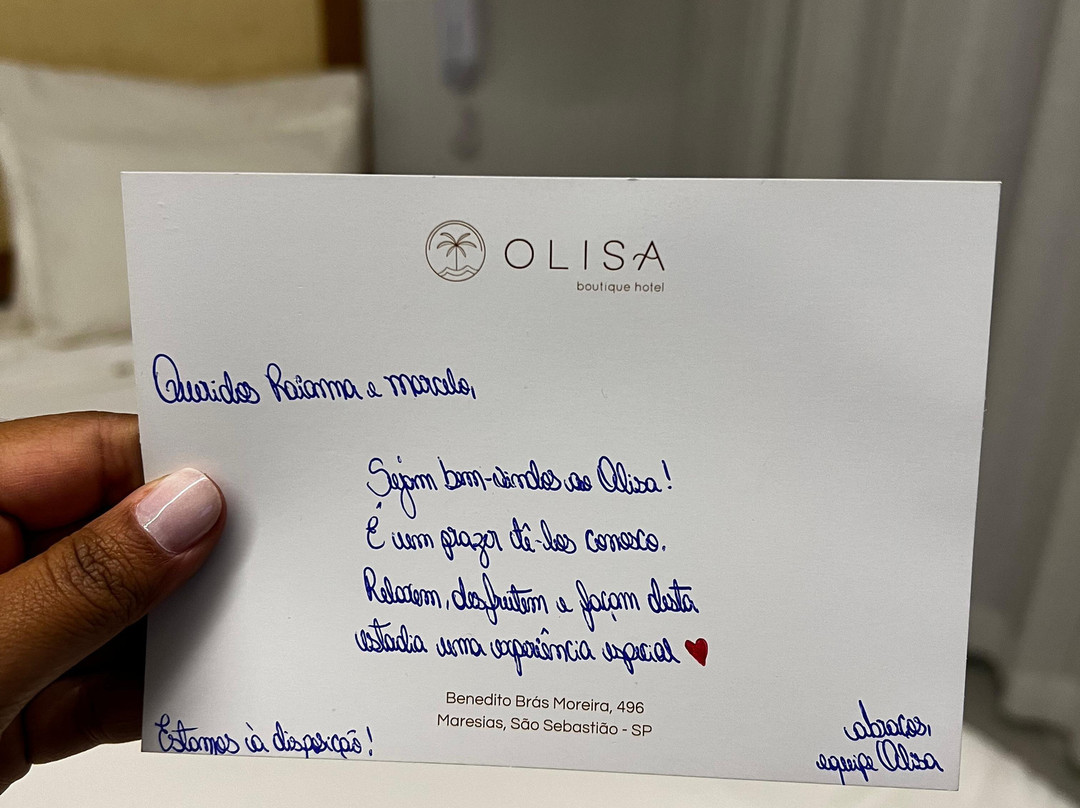 OLISA
boutique hotel
Queridos Raianna e Marcelo,
Sejam bem-vindos ao Olisa!
É um prazer tê-los conosco.
Relaxem, desfrutem e façam desta
estadia uma experiência especial
Benedito Brás Moreira, 496
Maresias, São Sebastião - SP
Estamos à disposição!
abraços,
equipe Olisa